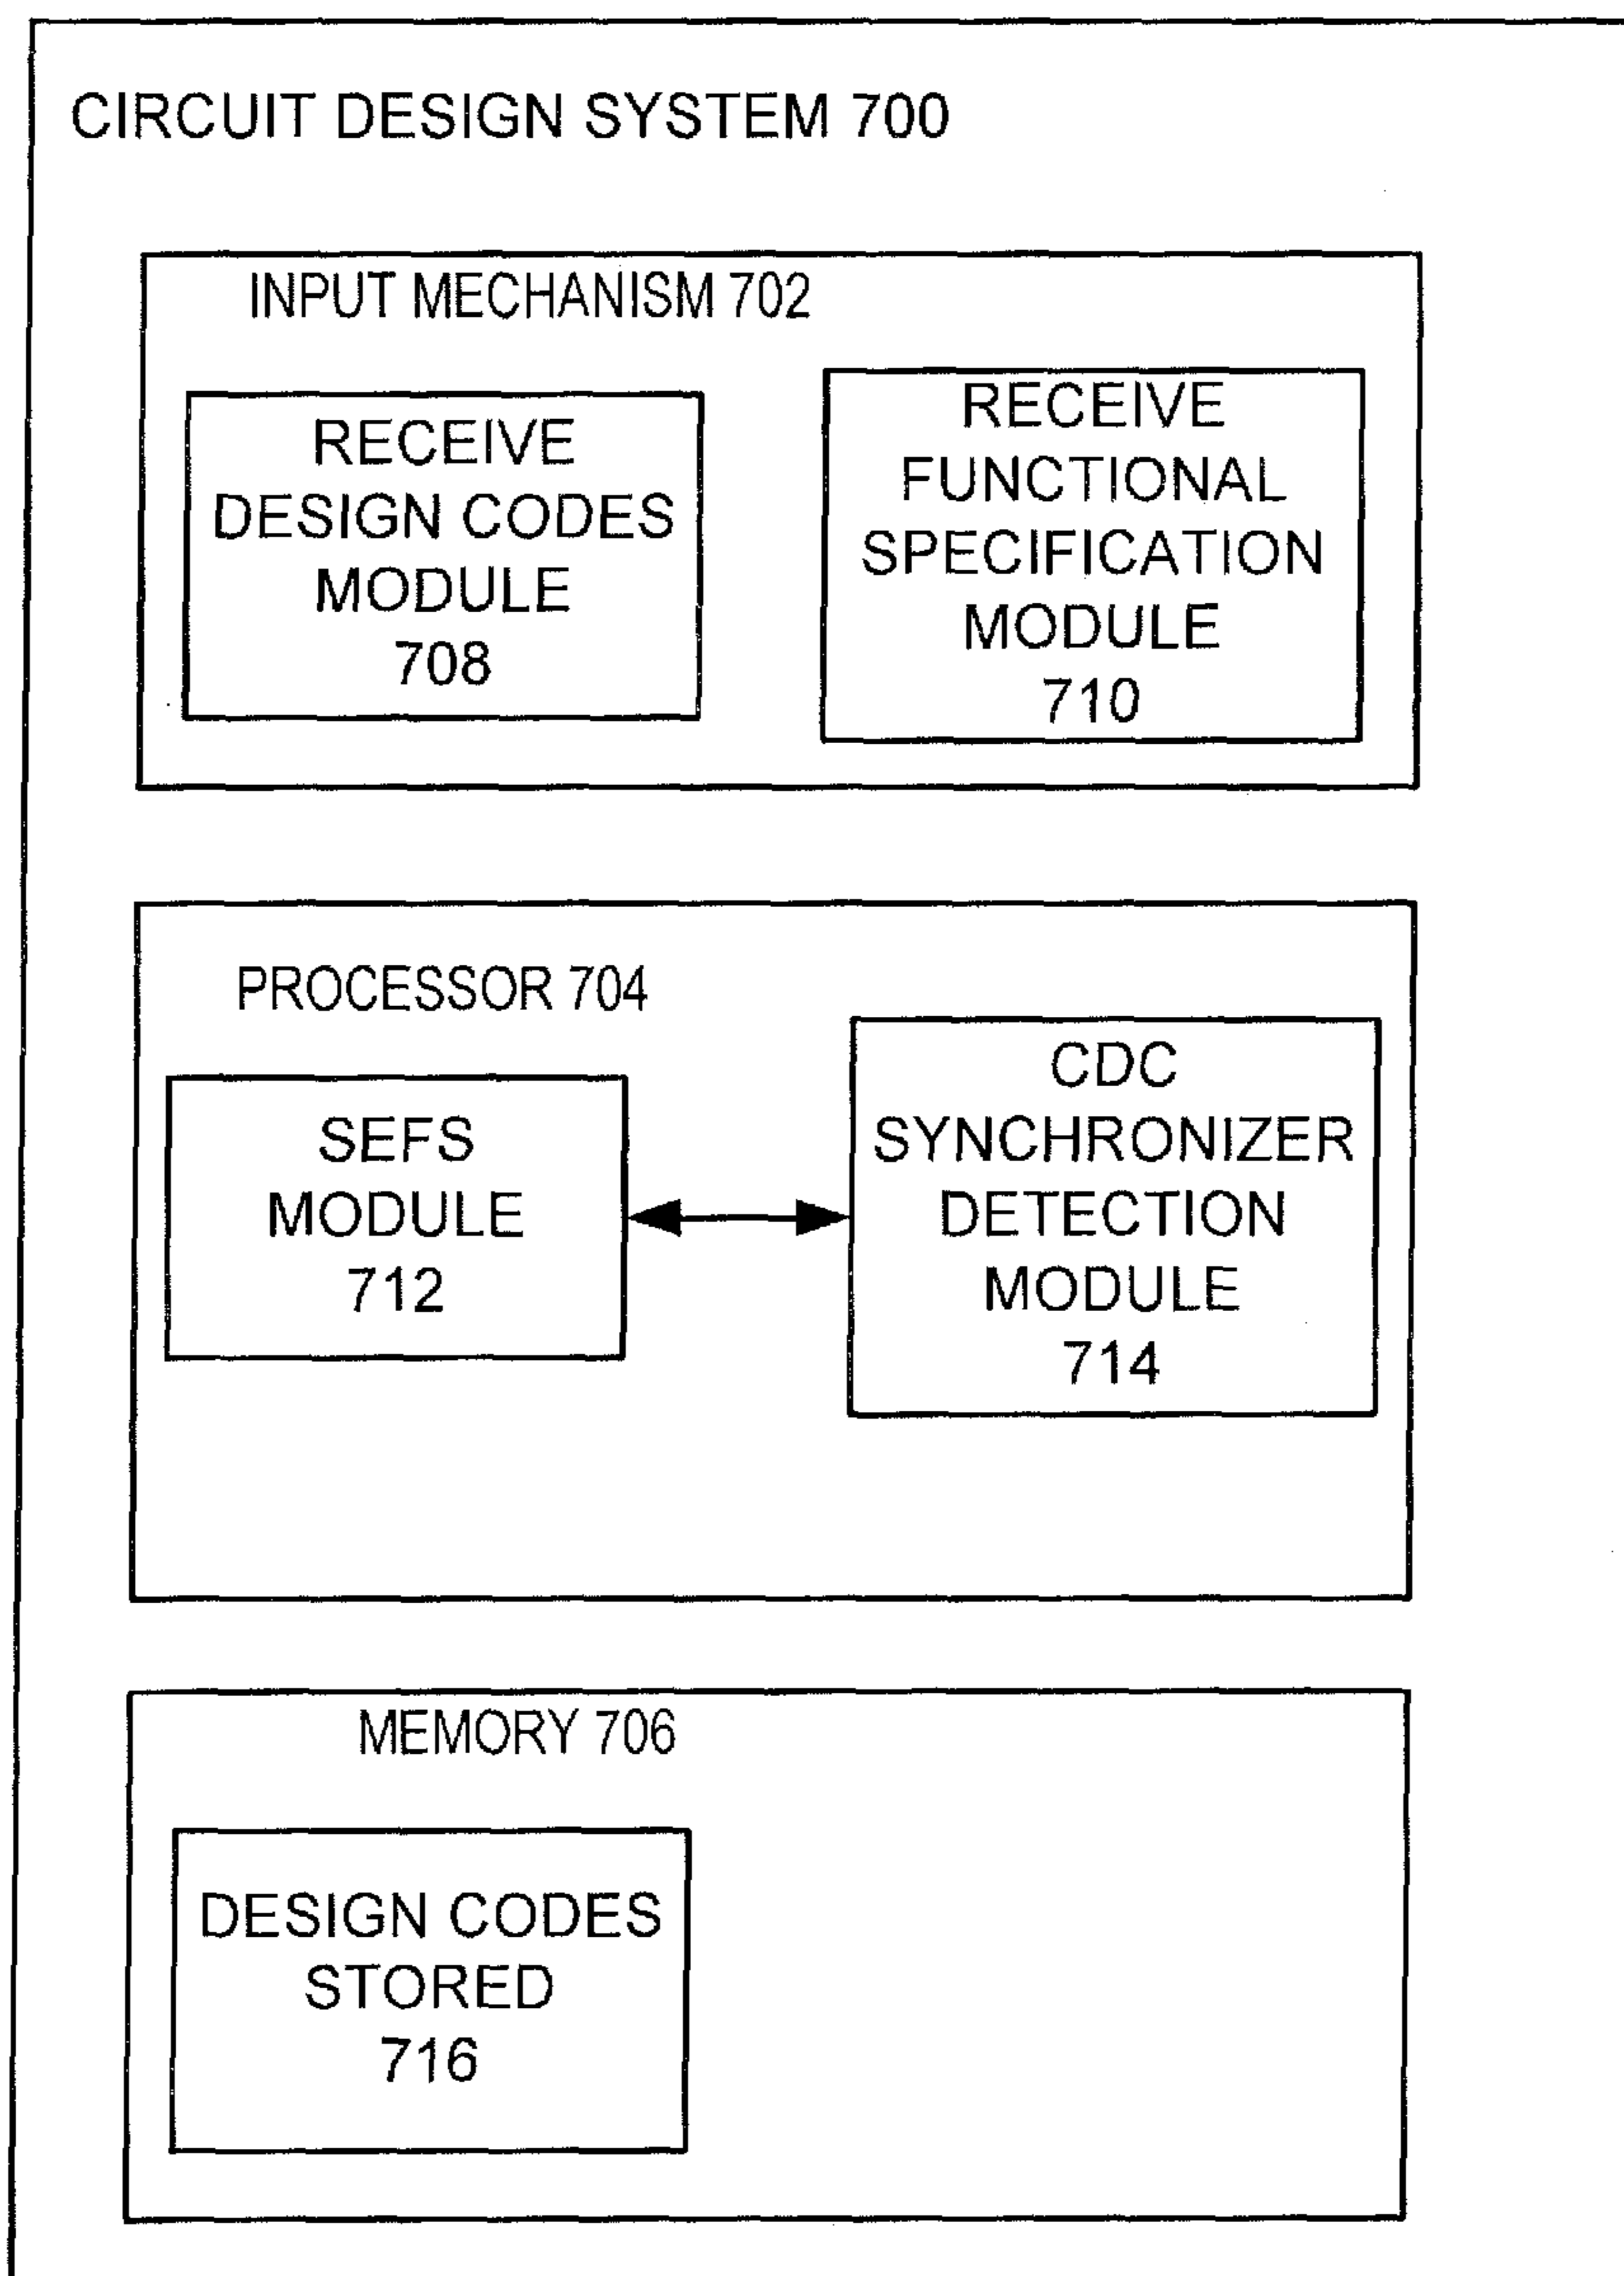 CIRCUIT DESIGN SYSTEM 700
INPUT MECHANISM 702
RECEIVE
DESIGN CODES
MODULE
708
RECEIVE
FUNCTIONAL
SPECIFICATION
MODULE
710
PROCESSOR 704
SEFS
MODULE
712
CDC
SYNCHRONIZER
DETECTION
MODULE
714
MEMORY 706
DESIGN CODES
STORED
716